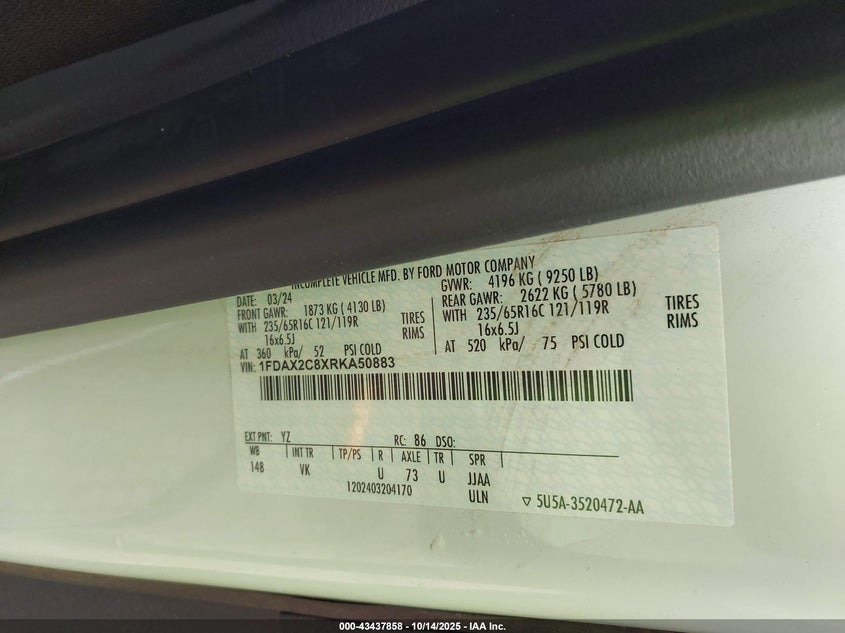 INCOMPLETE VEHICLE MFD. BY FORD MOTOR COMPANY
DATE: 03/24 GVWR: 4196 KG ( 9250 LB)
FRONT GAWR: 1873 KG ( 4130 LB) REAR GAWR: 2622 KG ( 5780 LB)
WITH 235/65R16C 121/119R TIRES WITH 235/65R16C 121/119R TIRES
16x6.5J RIMS 16x6.5J RIMS
AT 360 kPa/ 52 PSI COLD AT 520 kPa/ 75 PSI COLD
VIN: 1FDAX2C8XRKA50883
EXT PNT: YZ RC: 86 DSO:
WB INT TR TP/PS R AXLE TR SPR
148 VK U 73 U JJAA
1202403204170 ULN 5U5A-3520472-AA
000-43437858 - 10/14/2025 - IAA Inc.